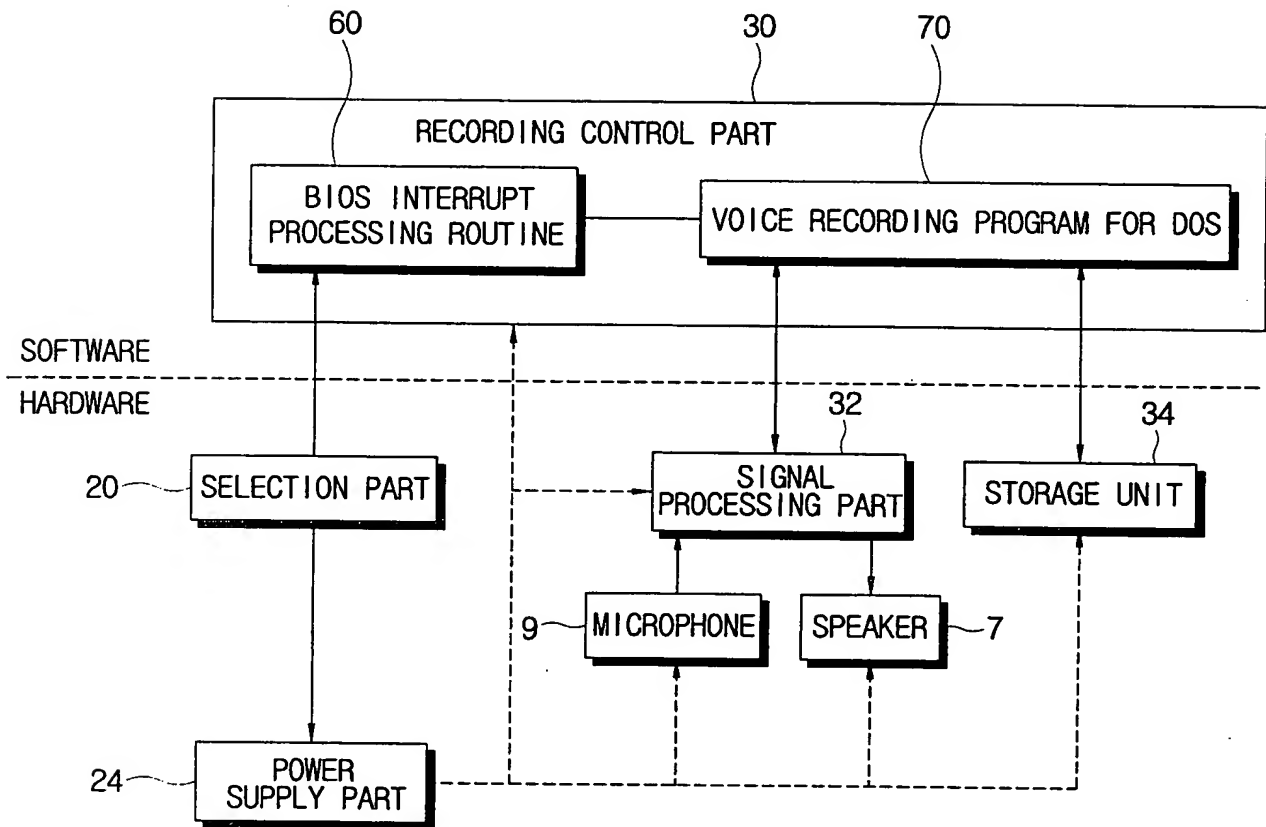 60
30
70
RECORDING CONTROL PART
BIOS INTERRUPT
PROCESSING ROUTINE
VOICE RECORDING PROGRAM FOR DOS
SOFTWARE
HARDWARE
32
34
20
SELECTION PART
SIGNAL
PROCESSING PART
STORAGE UNIT
9
MICROPHONE
SPEAKER
7
24
POWER
SUPPLY PART